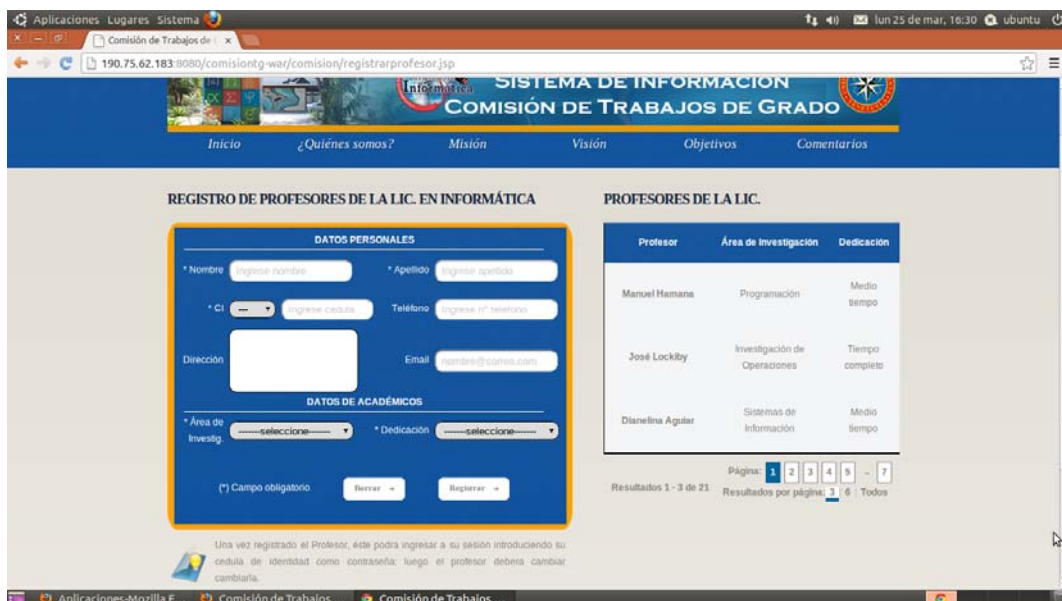 Aplicaciones Lugares Sistema
lun 25 de mar, 16:30 ubuntu
Comisión de Trabajos de
190.75.62.183:8080/comisiontg-war/comision/registrarprofesor.jsp
Informática
SISTEMA DE INFORMACIÓN
COMISIÓN DE TRABAJOS DE GRADO
Inicio ¿Quiénes somos? Misión Visión Objetivos Comentarios
REGISTRO DE PROFESORES DE LA LIC. EN INFORMÁTICA
DATOS PERSONALES
* Nombre Ingrese nombre * Apellido Ingrese apellido
* CI --- Ingrese cedula Teléfono Ingrese nº telefono
Dirección Email nombre@correo.com
DATOS DE ACADÉMICOS
* Área de
Investig. -------seleccione------- * Dedicación -------seleccione-------
(*) Campo obligatorio Borrar Registrar
Una vez registrado el Profesor, éste podra ingresar a su sesión introduciendo su
cedula de identidad como contraseña; luego el profesor debera cambiar
cambiarla.
PROFESORES DE LA LIC.
Profesor Área de Investigación Dedicación
Manuel Hamana Programación Medio
tiempo
José Lockiby Investigación de
Operaciones Tiempo
completo
Dianelina Aguiar Sistemas de
Información Medio
tiempo
Página: 1 2 3 4 5 .. 7
Resultados 1 - 3 de 21 Resultados por página: 3 6 Todos
Aplicaciones-Mozilla F... Comisión de Trabajos... Comisión de Trabajos...